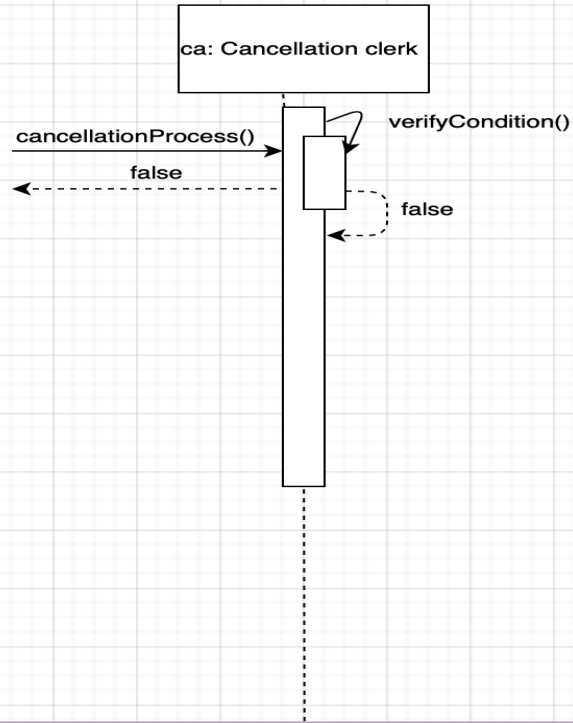 ca: Cancellation clerk
verifyCondition()
cancellationProcess()
false
false